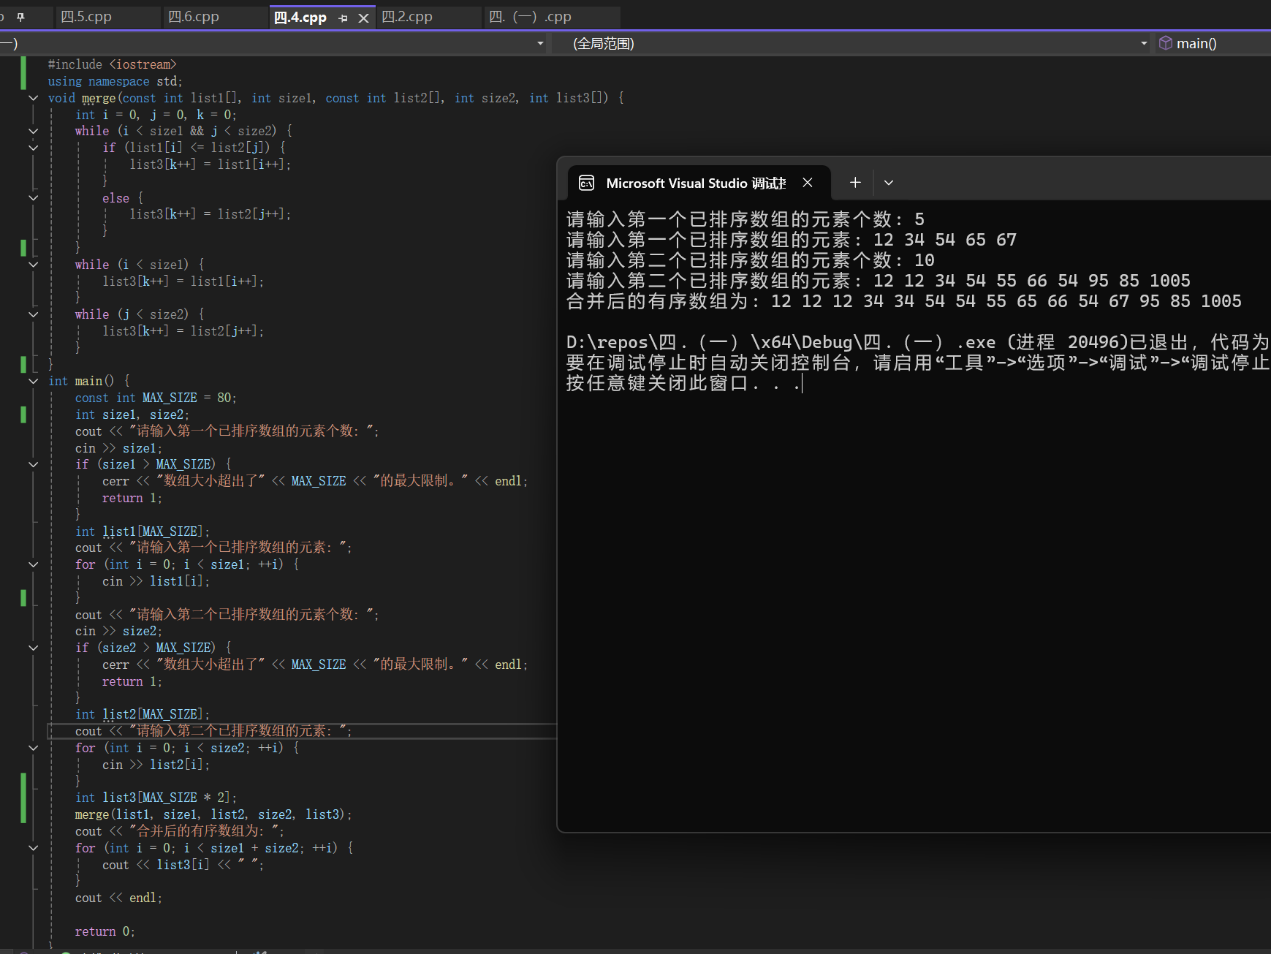 四.5.cpp 四.6.cpp 四.4.cpp 四.2.cpp 四.（一）.cpp
(全局范围) main()
#include <iostream>
using namespace std;
void merge(const int list1[], int size1, const int list2[], int size2, int list3[]) {
int i = 0, j = 0, k = 0;
while (i < size1 && j < size2) {
if (list1[i] <= list2[j]) {
list3[k++] = list1[i++];
}
else {
list3[k++] = list2[j++];
}
}
while (i < size1) {
list3[k++] = list1[i++];
}
while (j < size2) {
list3[k++] = list2[j++];
}
}
int main() {
const int MAX_SIZE = 80;
int size1, size2;
cout << "请输入第一个已排序数组的元素个数: ";
cin >> size1;
if (size1 > MAX_SIZE) {
cerr << "数组大小超出了" << MAX_SIZE << "的最大限制。" << endl;
return 1;
}
int list1[MAX_SIZE];
cout << "请输入第一个已排序数组的元素: ";
for (int i = 0; i < size1; ++i) {
cin >> list1[i];
}
cout << "请输入第二个已排序数组的元素个数: ";
cin >> size2;
if (size2 > MAX_SIZE) {
cerr << "数组大小超出了" << MAX_SIZE << "的最大限制。" << endl;
return 1;
}
int list2[MAX_SIZE];
cout << "请输入第二个已排序数组的元素: ";
for (int i = 0; i < size2; ++i) {
cin >> list2[i];
}
int list3[MAX_SIZE * 2];
merge(list1, size1, list2, size2, list3);
cout << "合并后的有序数组为: ";
for (int i = 0; i < size1 + size2; ++i) {
cout << list3[i] << " ";
}
cout << endl;
return 0;
Microsoft Visual Studio 调试
请输入第一个已排序数组的元素个数: 5
请输入第一个已排序数组的元素: 12 34 54 65 67
请输入第二个已排序数组的元素个数: 10
请输入第二个已排序数组的元素: 12 12 34 54 55 66 54 95 85 1005
合并后的有序数组为: 12 12 12 34 34 54 54 55 65 66 54 67 95 85 1005
D:\repos\四.（一）\x64\Debug\四.（一）.exe (进程 20496)已退出，代码为
要在调试停止时自动关闭控制台，请启用“工具”->“选项”->“调试”->“调试停止
按任意键关闭此窗口. . .